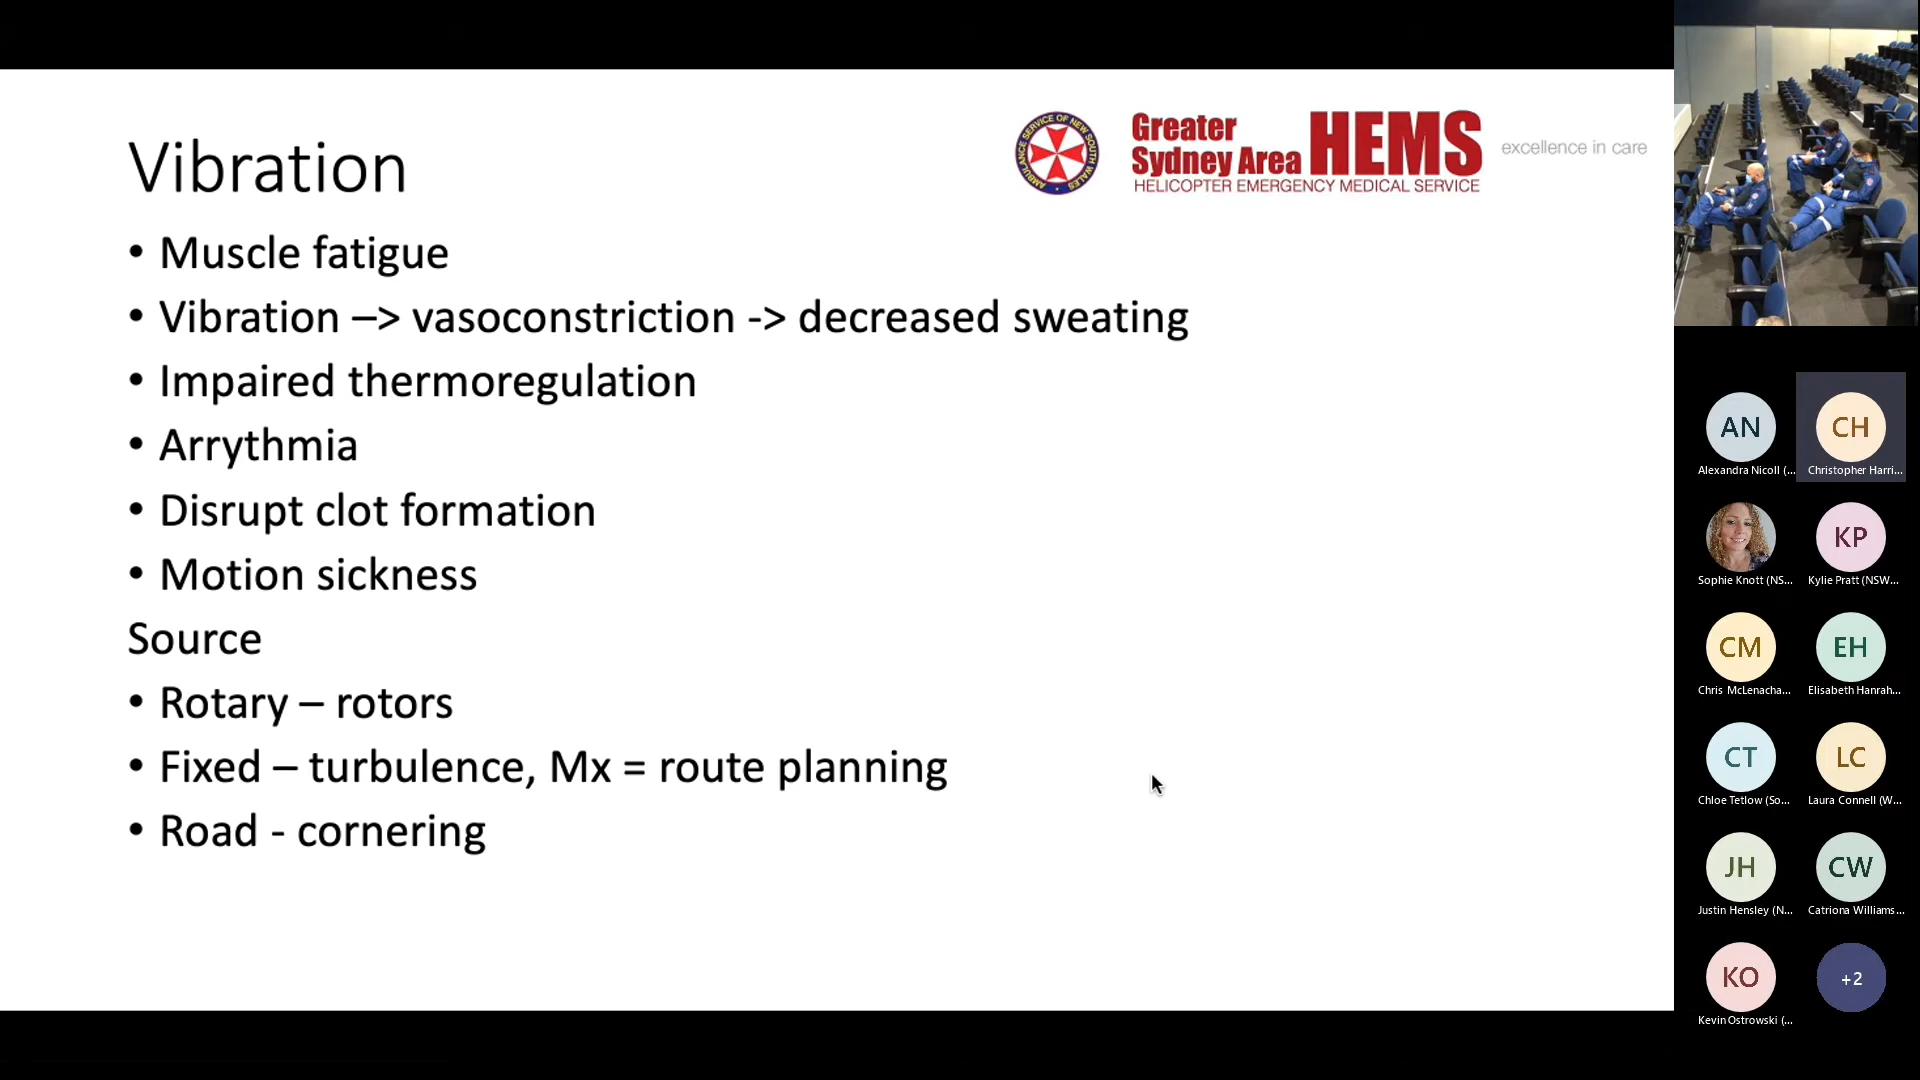 Vibration
• Muscle fatigue
• Vibration –> vasoconstriction -> decreased sweating
• Impaired thermoregulation
• Arrythmia
• Disrupt clot formation
• Motion sickness
Source
• Rotary – rotors
• Fixed – turbulence, Mx = route planning
• Road - cornering
AMBULANCE SERVICE OF NEW SOUTH WALES
Greater
Sydney Area HEMS
HELICOPTER EMERGENCY MEDICAL SERVICE
excellence in care
AN
Alexandra Nicoll (...
CH
Christopher Harri...
Sophie Knott (NS...
KP
Kylie Pratt (NSW...
CM
Chris McLenacha...
EH
Elisabeth Hanrah...
CT
Chloe Tetlow (So...
LC
Laura Connell (W...
JH
Justin Hensley (N...
CW
Catriona Williams...
KO
Kevin Ostrowski (...
+2